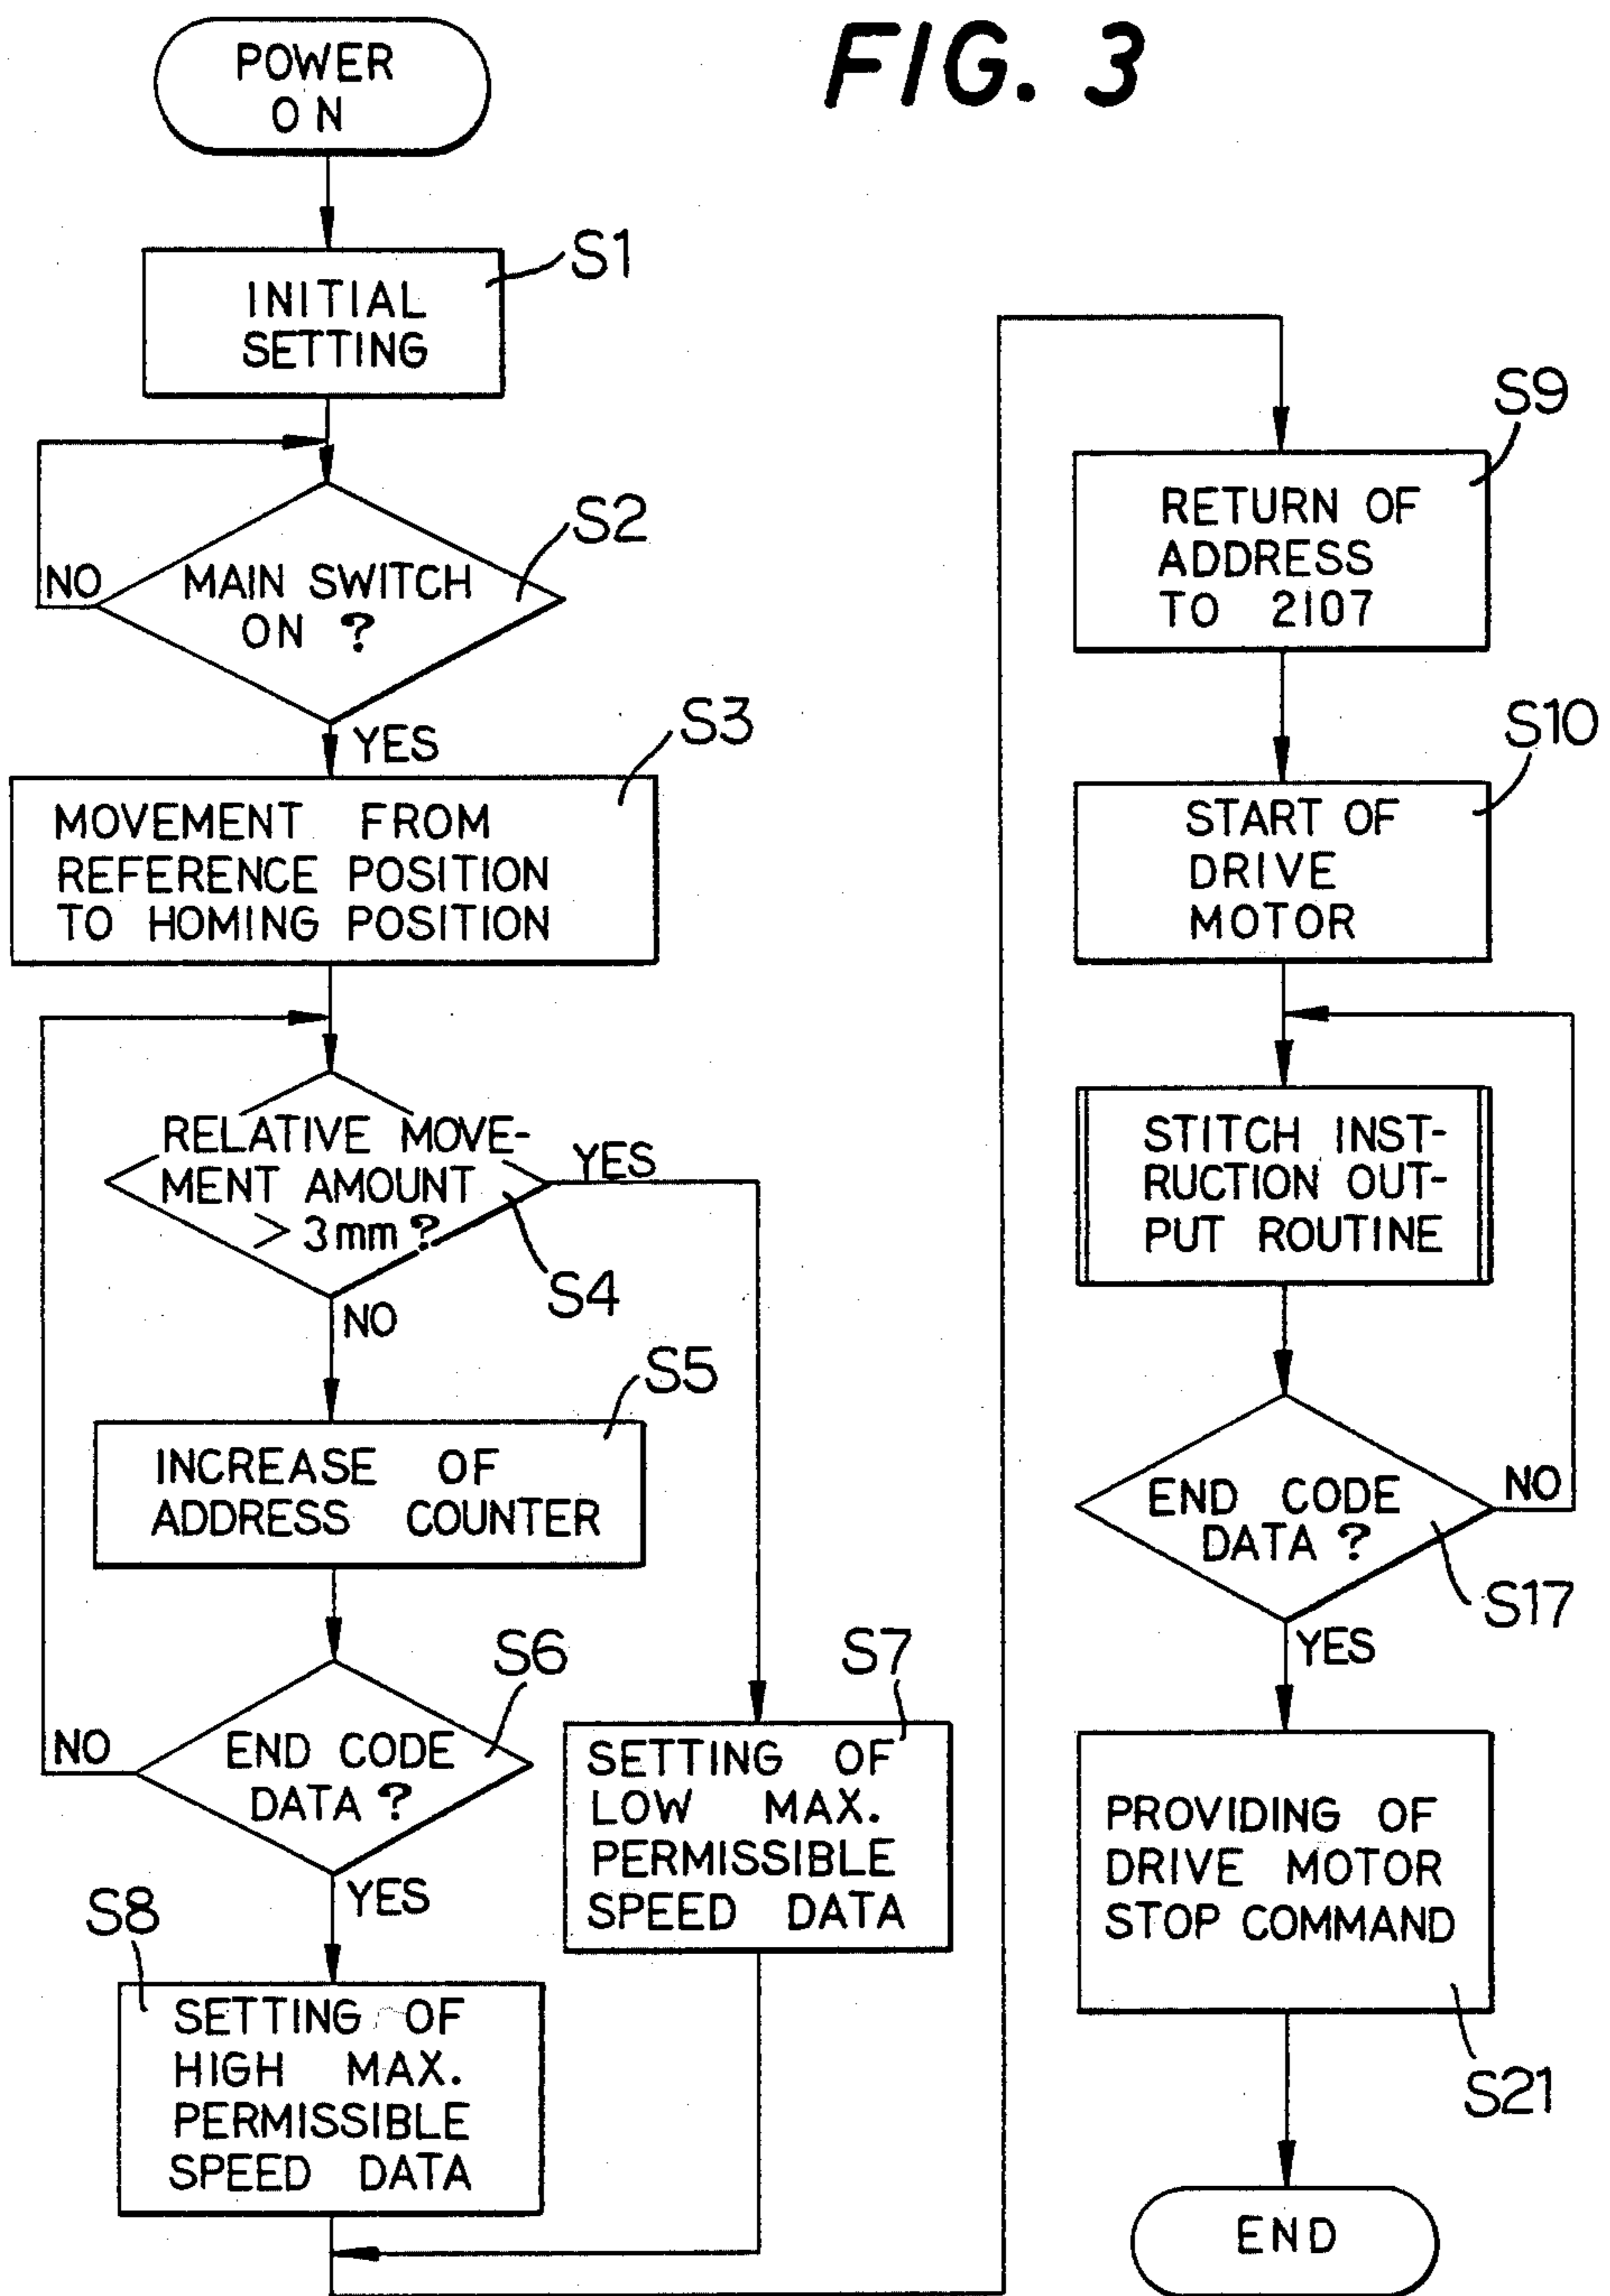 FIG. 3
POWER
ON
S1
INITIAL
SETTING
S2
MAIN SWITCH
ON ?
NO
YES
S3
MOVEMENT FROM
REFERENCE POSITION
TO HOMING POSITION
RELATIVE MOVE-
MENT AMOUNT
> 3mm ?
YES
S4
NO
S5
INCREASE OF
ADDRESS COUNTER
S6
END CODE
DATA ?
NO
YES
S7
SETTING OF
LOW MAX.
PERMISSIBLE
SPEED DATA
S8
SETTING OF
HIGH MAX.
PERMISSIBLE
SPEED DATA
S9
RETURN OF
ADDRESS
TO 2107
S10
START OF
DRIVE
MOTOR
STITCH INST-
RUCTION OUT-
PUT ROUTINE
END CODE
DATA ?
NO
S17
YES
PROVIDING OF
DRIVE MOTOR
STOP COMMAND
S21
END